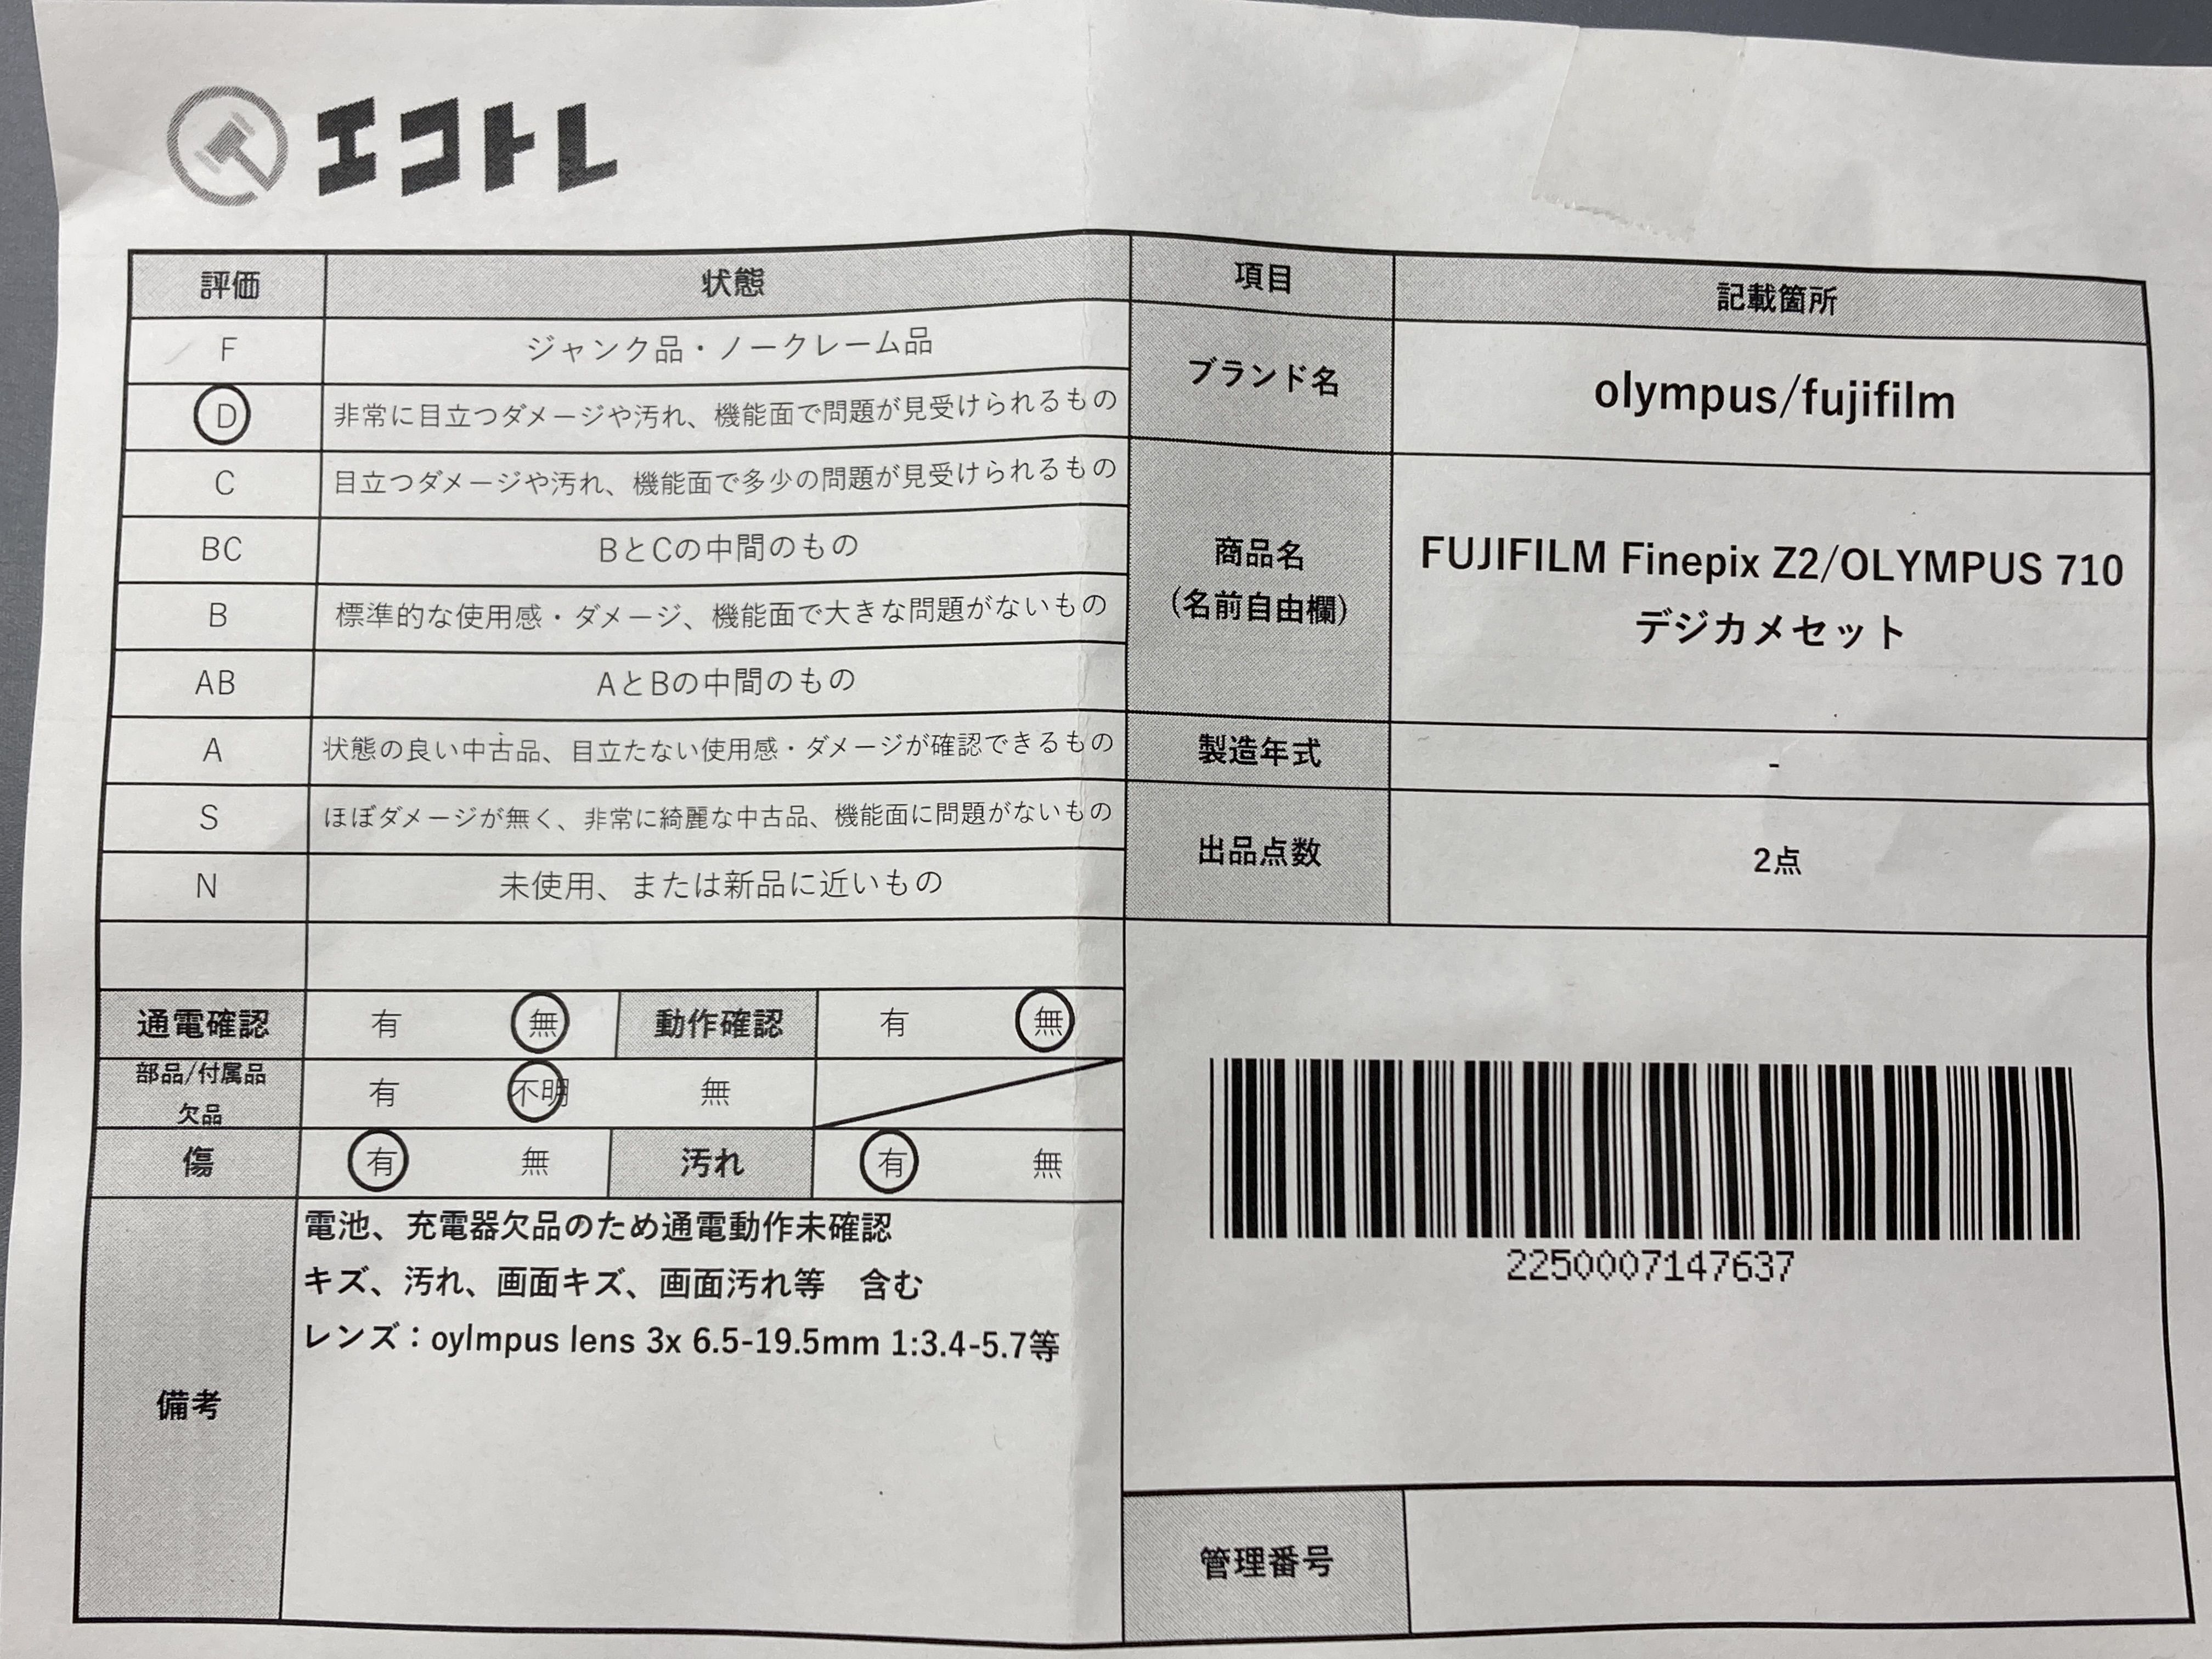 エコトレ
評価 状態
F ジャンク品・ノークレーム品
D 非常に目立つダメージや汚れ、機能面で問題が見受けられるもの
C 目立つダメージや汚れ、機能面で多少の問題が見受けられるもの
BC BとCの中間のもの
B 標準的な使用感・ダメージ、機能面で大きな問題がないもの
AB AとBの中間のもの
A 状態の良い中古品、目立たない使用感・ダメージが確認できるもの
S ほぼダメージが無く、非常に綺麗な中古品、機能面に問題がないもの
N 未使用、または新品に近いもの
通電確認 有 無 動作確認 有 無
部品/付属品
欠品
有 不明 無
傷 有 無 汚れ 有 無
備考
電池、充電器欠品のため通電動作未確認
キズ、汚れ、画面キズ、画面汚れ等 含む
レンズ：oylmpus lens 3x 6.5-19.5mm 1:3.4-5.7等
項目 記載箇所
ブランド名 olympus/fujifilm
商品名
(名前自由欄)
FUJIFILM Finepix Z2/OLYMPUS 710
デジカメセット
製造年式 -
出品点数 2点
2250007147637
管理番号